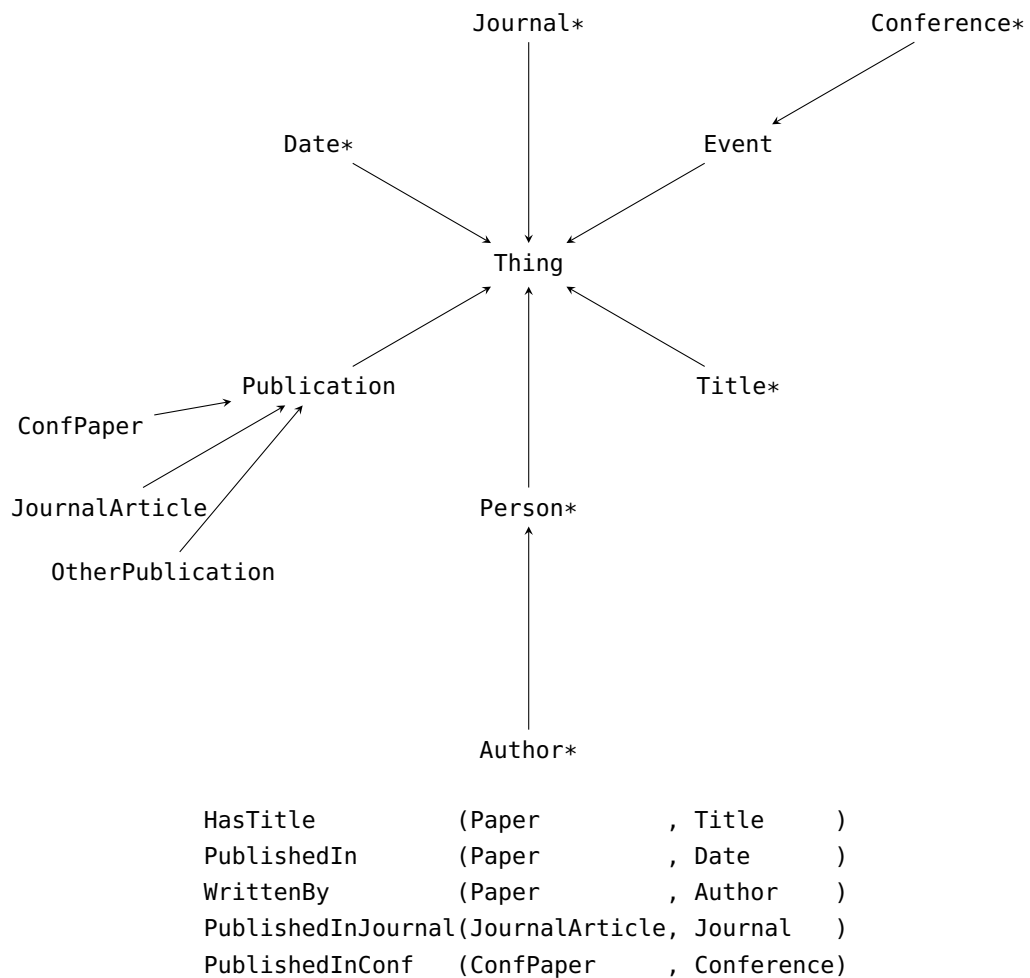 Journal*
Conference*
Date*
Event
Thing
Publication
Title*
ConfPaper
JournalArticle
Person*
OtherPublication
Author*
HasTitle (Paper , Title )
PublishedIn (Paper , Date )
WrittenBy (Paper , Author )
PublishedInJournal(JournalArticle, Journal )
PublishedInConf (ConfPaper , Conference)